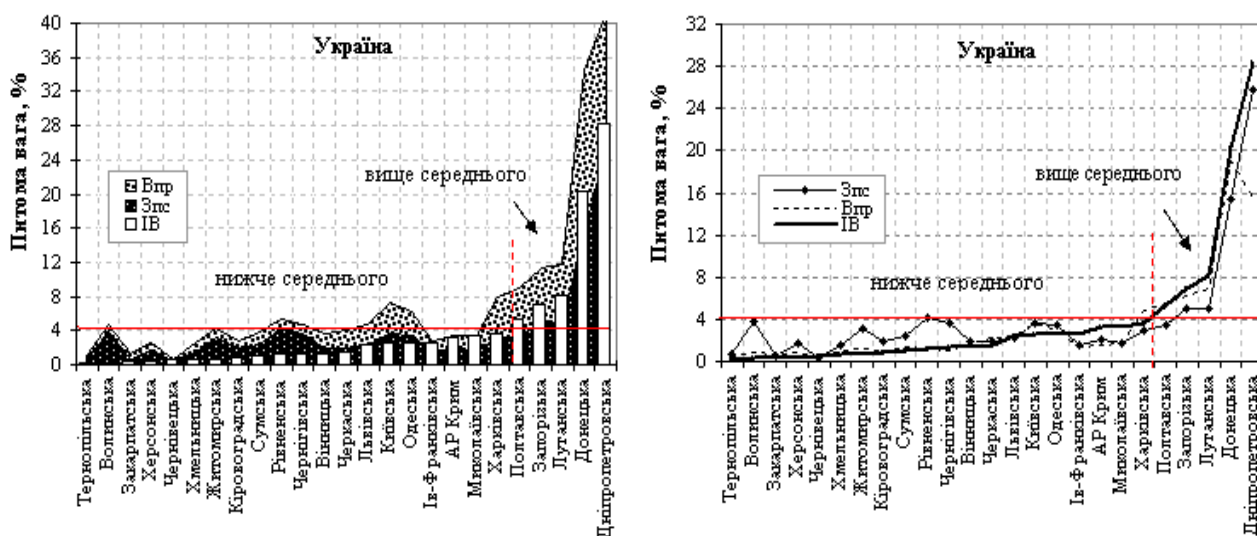 Україна
Питома вага, %
40
36
32
28
24
20
16
12
8
4
0
Впр
Зпс
ІВ
вище середнього
нижче середнього
Тернопільська
Волинська
Закарпатська
Херсонська
Чернівецька
Хмельницька
Житомирська
Кіровоградська
Сумська
Рівненська
Чернігівська
Вінницька
Черкаська
Львівська
Київська
Одеська
Ів-Франківська
АР Крим
Миколаївська
Харківська
Полтавська
Запорізька
Луганська
Донецька
Дніпропетровська
Україна
Питома вага, %
32
28
24
20
16
12
8
4
0
Зпс
Впр
ІВ
вище середнього
нижче середнього
Тернопільська
Волинська
Закарпатська
Херсонська
Чернівецька
Хмельницька
Житомирська
Кіровоградська
Сумська
Рівненська
Чернігівська
Вінницька
Черкаська
Львівська
Київська
Одеська
Ів-Франківська
АР Крим
Миколаївська
Харківська
Полтавська
Запорізька
Луганська
Донецька
Дніпропетровська